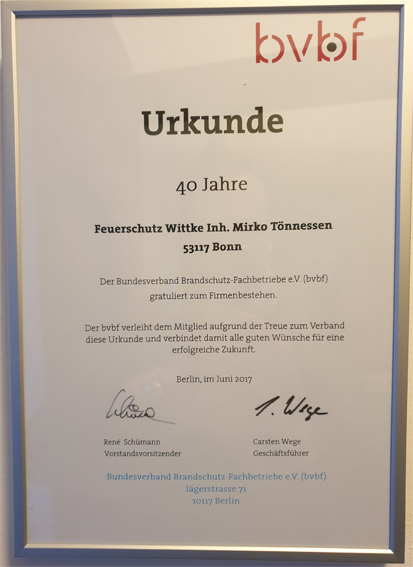 bvbf
Urkunde
40 Jahre
Feuerschutz Wittke Inh. Mirko Tönnessen
53117 Bonn
Der Bundesverband Brandschutz-Fachbetriebe e.V. (bvbf)
gratuliert zum Firmenbestehen.
Der bvbf verleiht dem Mitglied aufgrund der Treue zum Verband
diese Urkunde und verbindet damit alle guten Wünsche für eine
erfolgreiche Zukunft.
Berlin, im Juni 2017
René Schümann
Vorstandsvorsitzender
Carsten Wege
Geschäftsführer
Bundesverband Brandschutz-Fachbetriebe e.V. (bvbf)
Jägerstrasse 71
10117 Berlin